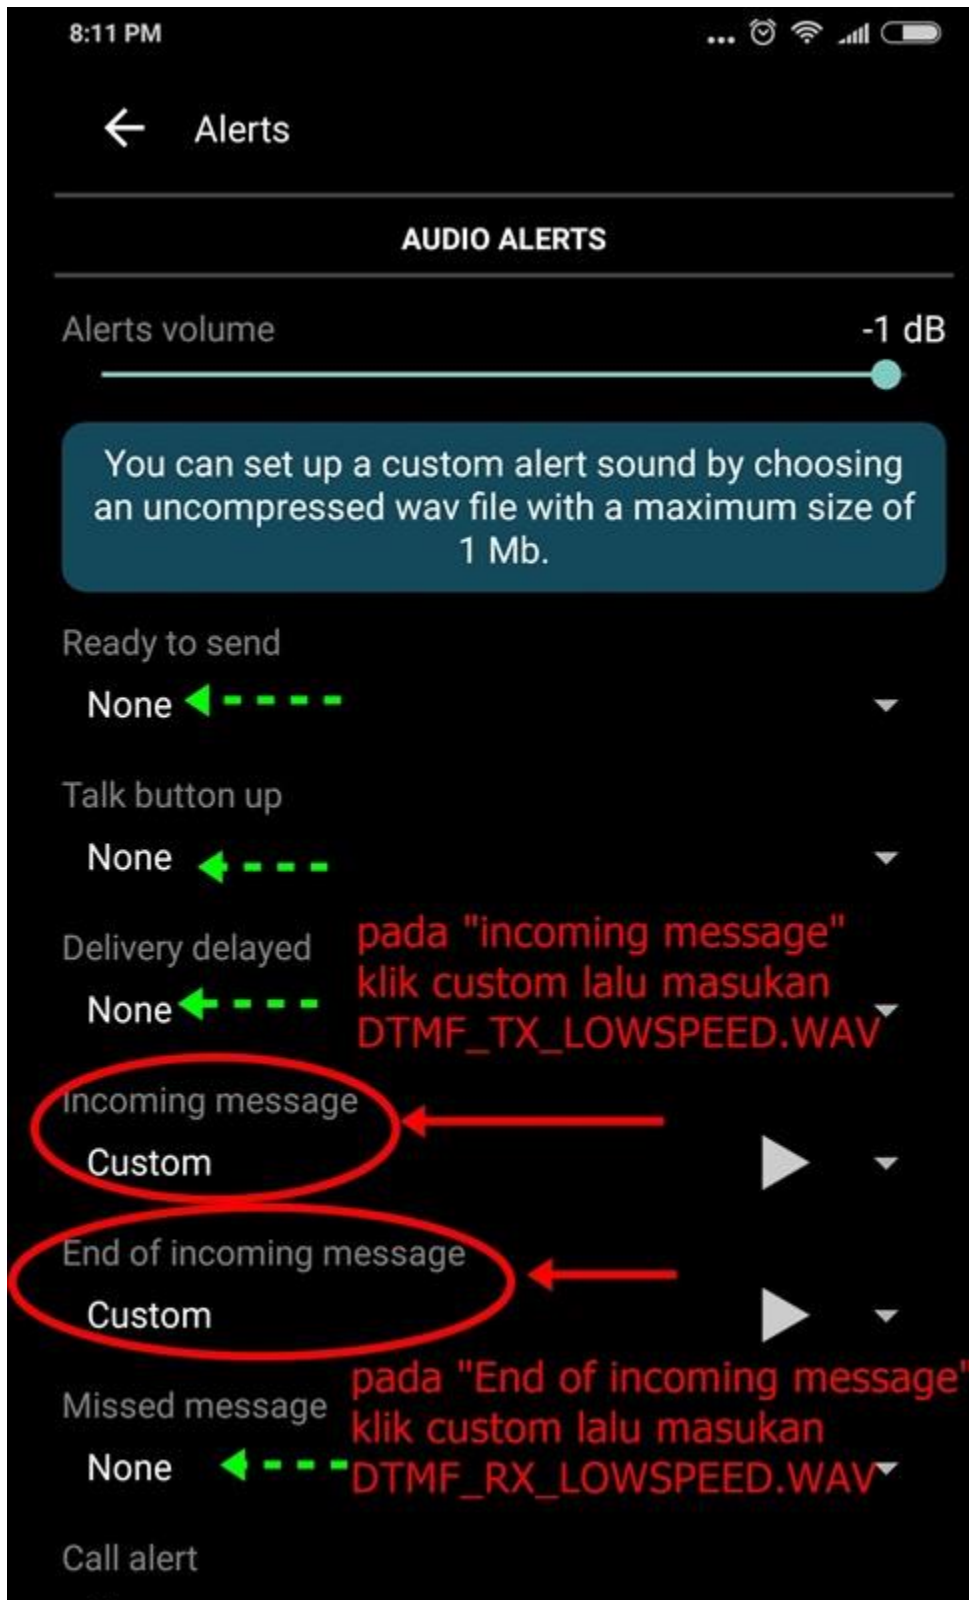 8:11 PM
Alerts
AUDIO ALERTS
Alerts volume
-1 dB
You can set up a custom alert sound by choosing
an uncompressed wav file with a maximum size of
1 Mb.
Ready to send
None
Talk button up
None
Delivery delayed
None
pada "incoming message"
klik custom lalu masukan
DTMF_TX_LOWSPEED.WAV
Incoming message
Custom
End of incoming message
Custom
pada "End of incoming message"
klik custom lalu masukan
DTMF_RX_LOWSPEED.WAV
Missed message
None
Call alert